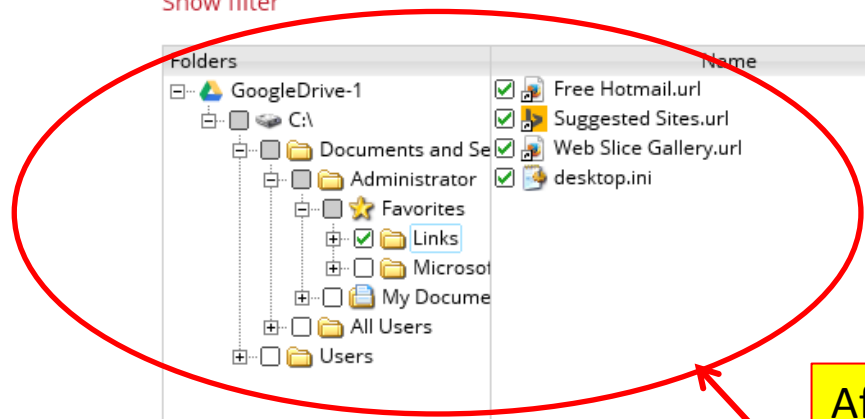 Show filter
Folders Name
GoogleDrive-1
C:\
Documents and Se
Administrator
Favorites
Links
Microsof
My Docume
All Users
Users
Free Hotmail.url
Suggested Sites.url
Web Slice Gallery.url
desktop.ini